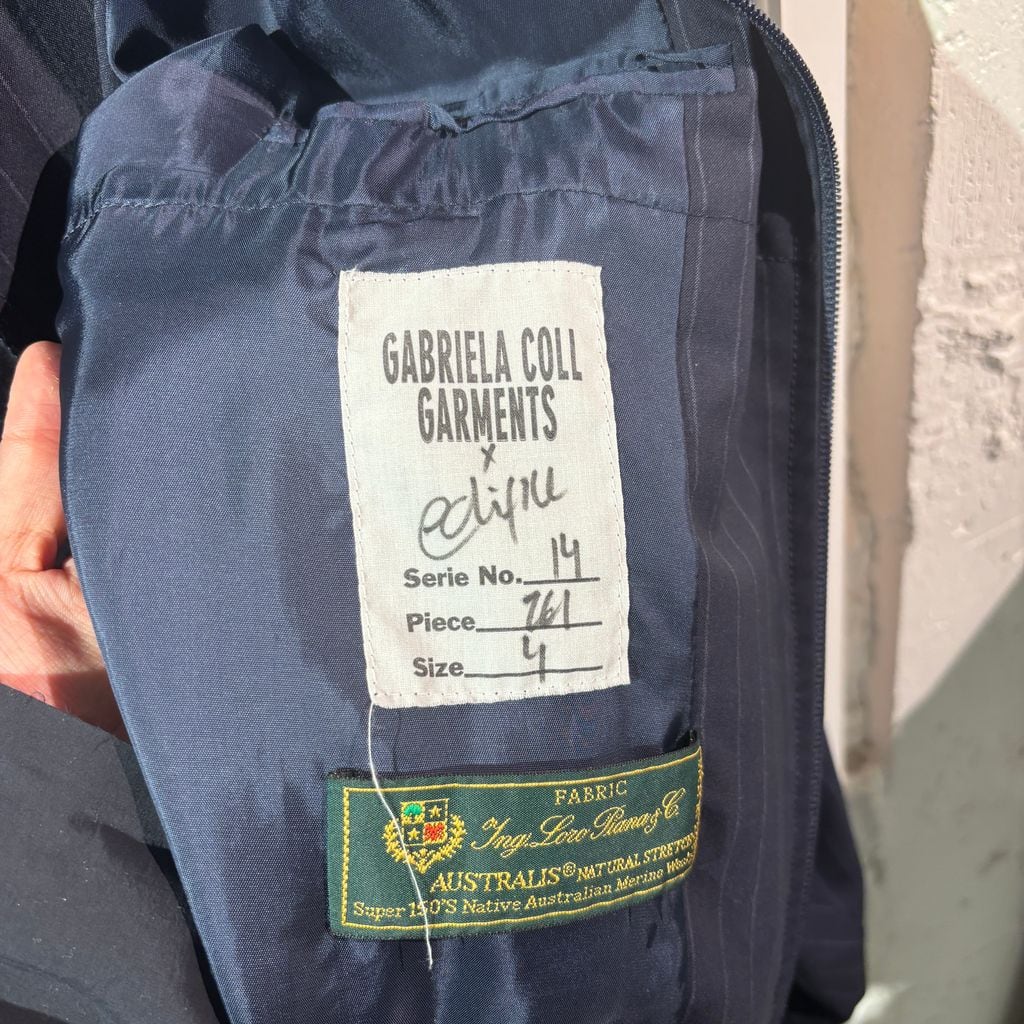 GABRIELA COLL
GARMENTS
x
edifice
Serie No. 14
Piece 761
Size 4
FABRIC
Ing. Loro Piana & C.
AUSTRALIS® NATURAL STRETCH
Super 150'S Native Australian Merino Wool